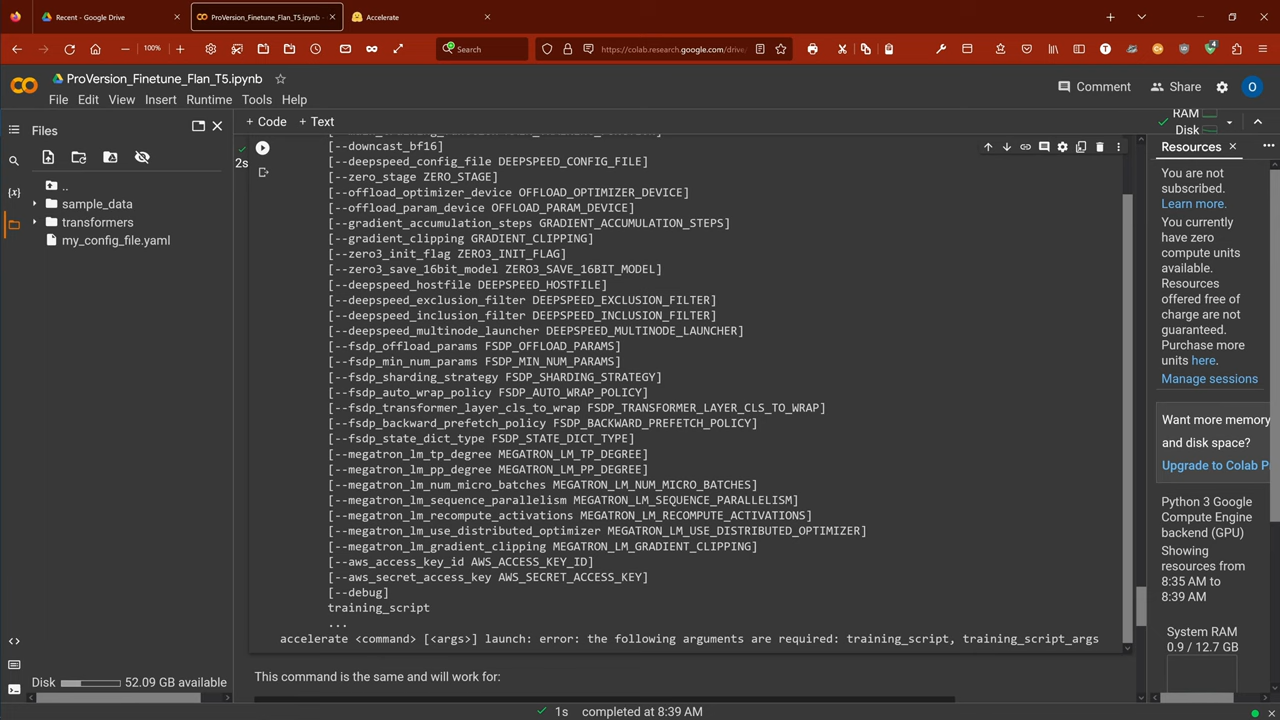 Recent - Google Drive
ProVersion_Finetune_Flan_T5.ipynb
Accelerate
100%
Search
https://colab.research.google.com/drive
ProVersion_Finetune_Flan_T5.ipynb
Comment
Share
O
File Edit View Insert Runtime Tools Help
Files
+ Code + Text
RAM
Disk
Resources
..
sample_data
transformers
my_config_file.yaml
2s
[--downcast_bf16]
[--deepspeed_config_file DEEPSPEED_CONFIG_FILE]
[--zero_stage ZERO_STAGE]
[--offload_optimizer_device OFFLOAD_OPTIMIZER_DEVICE]
[--offload_param_device OFFLOAD_PARAM_DEVICE]
[--gradient_accumulation_steps GRADIENT_ACCUMULATION_STEPS]
[--gradient_clipping GRADIENT_CLIPPING]
[--zero3_init_flag ZERO3_INIT_FLAG]
[--zero3_save_16bit_model ZERO3_SAVE_16BIT_MODEL]
[--deepspeed_hostfile DEEPSPEED_HOSTFILE]
[--deepspeed_exclusion_filter DEEPSPEED_EXCLUSION_FILTER]
[--deepspeed_inclusion_filter DEEPSPEED_INCLUSION_FILTER]
[--deepspeed_multinode_launcher DEEPSPEED_MULTINODE_LAUNCHER]
[--fsdp_offload_params FSDP_OFFLOAD_PARAMS]
[--fsdp_min_num_params FSDP_MIN_NUM_PARAMS]
[--fsdp_sharding_strategy FSDP_SHARDING_STRATEGY]
[--fsdp_auto_wrap_policy FSDP_AUTO_WRAP_POLICY]
[--fsdp_transformer_layer_cls_to_wrap FSDP_TRANSFORMER_LAYER_CLS_TO_WRAP]
[--fsdp_backward_prefetch_policy FSDP_BACKWARD_PREFETCH_POLICY]
[--fsdp_state_dict_type FSDP_STATE_DICT_TYPE]
[--megatron_lm_tp_degree MEGATRON_LM_TP_DEGREE]
[--megatron_lm_pp_degree MEGATRON_LM_PP_DEGREE]
[--megatron_lm_num_micro_batches MEGATRON_LM_NUM_MICRO_BATCHES]
[--megatron_lm_sequence_parallelism MEGATRON_LM_SEQUENCE_PARALLELISM]
[--megatron_lm_recompute_activations MEGATRON_LM_RECOMPUTE_ACTIVATIONS]
[--megatron_lm_use_distributed_optimizer MEGATRON_LM_USE_DISTRIBUTED_OPTIMIZER]
[--megatron_lm_gradient_clipping MEGATRON_LM_GRADIENT_CLIPPING]
[--aws_access_key_id AWS_ACCESS_KEY_ID]
[--aws_secret_access_key AWS_SECRET_ACCESS_KEY]
[--debug]
training_script
...
accelerate <command> [<args>] launch: error: the following arguments are required: training_script, training_script_args
This command is the same and will work for:
You are not
subscribed.
Learn more.
You currently
have zero
compute units
available.
Resources
offered free of
charge are not
guaranteed.
Purchase more
units here.
Manage sessions
Want more memory
and disk space?
Upgrade to Colab P
Python 3 Google
Compute Engine
backend (GPU)
Showing
resources from
8:35 AM to
8:39 AM
System RAM
0.9 / 12.7 GB
Disk 52.09 GB available
1s completed at 8:39 AM